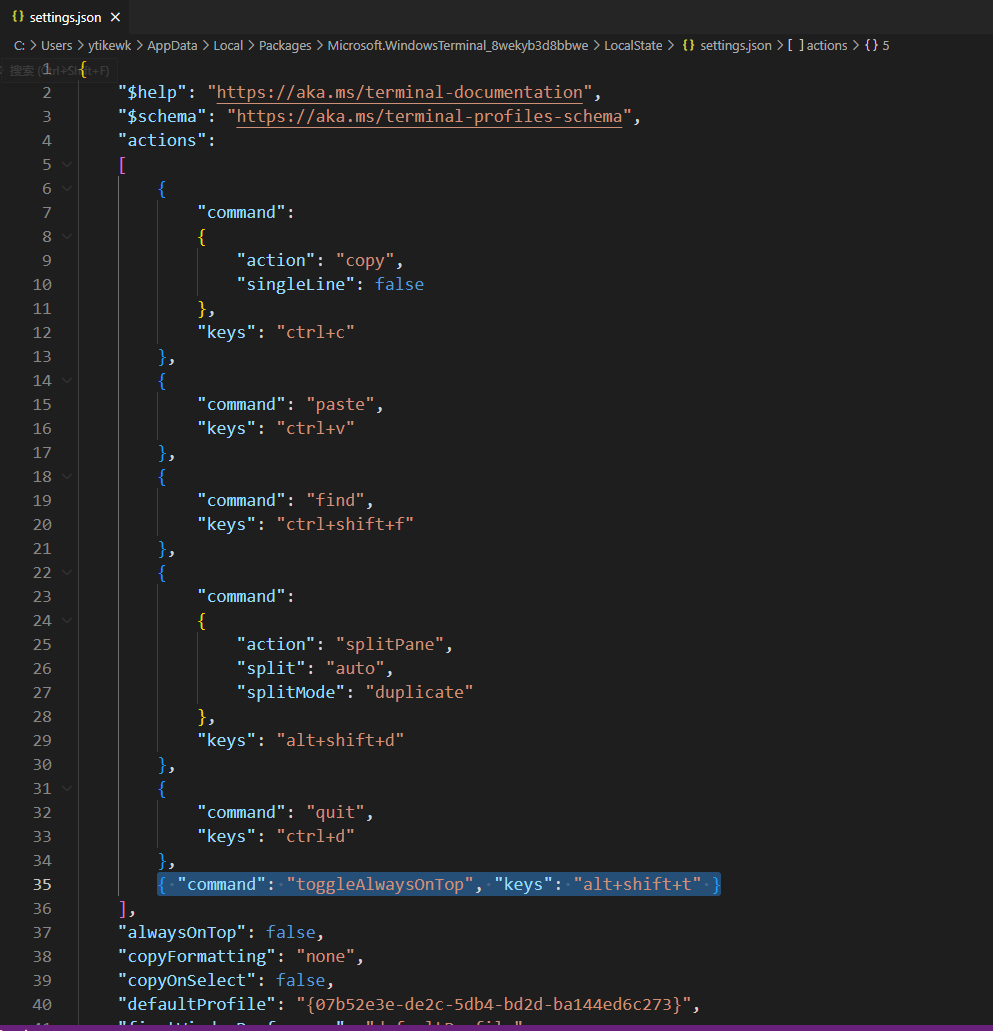 {} settings.json ×
C: > Users > ytikewk > AppData > Local > Packages > Microsoft.WindowsTerminal_8wekyb3d8bbwe > LocalState > {} settings.json > [ ] actions > {} 5
搜索 (Ctrl+Shift+F)
1 {
2 "$help": "https://aka.ms/terminal-documentation",
3 "$schema": "https://aka.ms/terminal-profiles-schema",
4 "actions":
5 [
6 {
7 "command":
8 {
9 "action": "copy",
10 "singleLine": false
11 },
12 "keys": "ctrl+c"
13 },
14 {
15 "command": "paste",
16 "keys": "ctrl+v"
17 },
18 {
19 "command": "find",
20 "keys": "ctrl+shift+f"
21 },
22 {
23 "command":
24 {
25 "action": "splitPane",
26 "split": "auto",
27 "splitMode": "duplicate"
28 },
29 "keys": "alt+shift+d"
30 },
31 {
32 "command": "quit",
33 "keys": "ctrl+d"
34 },
35 { "command": "toggleAlwaysOnTop", "keys": "alt+shift+t" }
36 ],
37 "alwaysOnTop": false,
38 "copyFormatting": "none",
39 "copyOnSelect": false,
40 "defaultProfile": "{07b52e3e-de2c-5db4-bd2d-ba144ed6c273}",